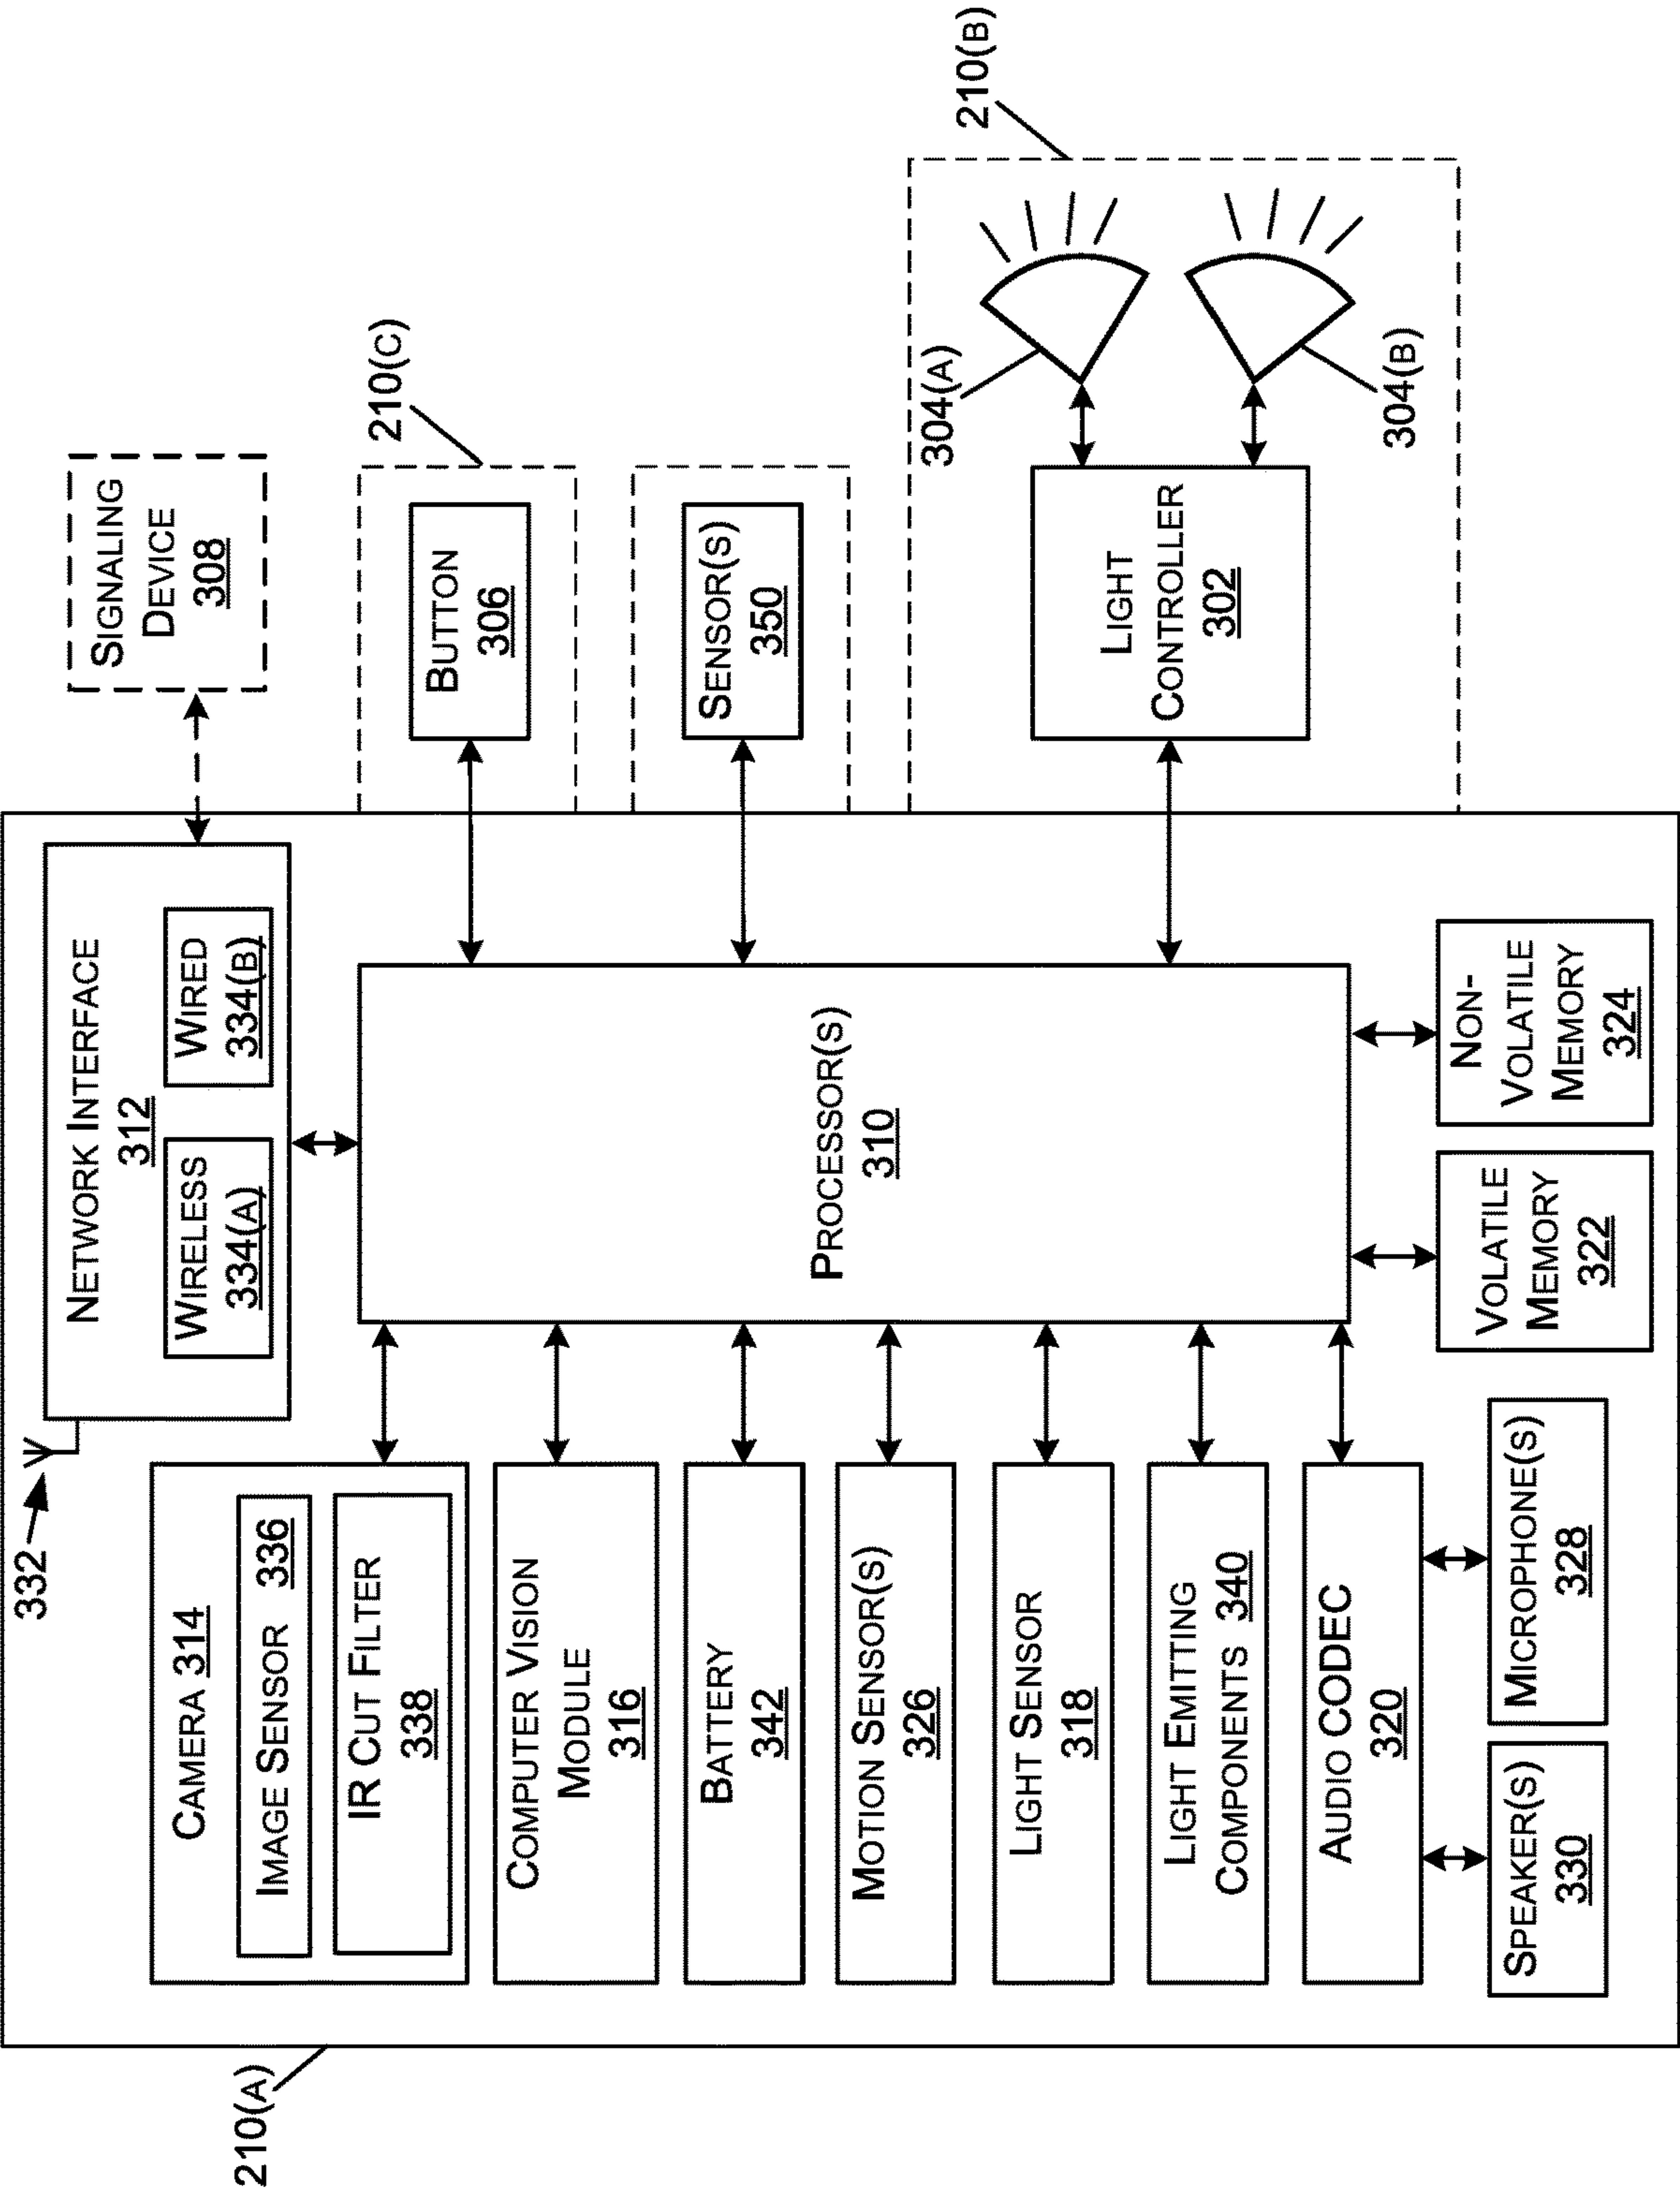 332
NETWORK INTERFACE
312
WIRELESS
334(A)
WIRED
334(B)
SIGNALING
DEVICE
308
210(A)
CAMERA 314
IMAGE SENSOR 336
IR CUT FILTER
338
COMPUTER VISION
MODULE 316
BATTERY
342
MOTION SENSOR(S)
326
LIGHT SENSOR
318
LIGHT EMITTING
COMPONENTS 340
AUDIO CODEC
320
SPEAKER(S)
330
MICROPHONE(S)
328
PROCESSOR(S)
310
VOLATILE
MEMORY
322
NON-
VOLATILE
MEMORY
324
210(C)
BUTTON
306
SENSOR(S)
350
210(B)
LIGHT
CONTROLLER
302
304(A)
304(B)